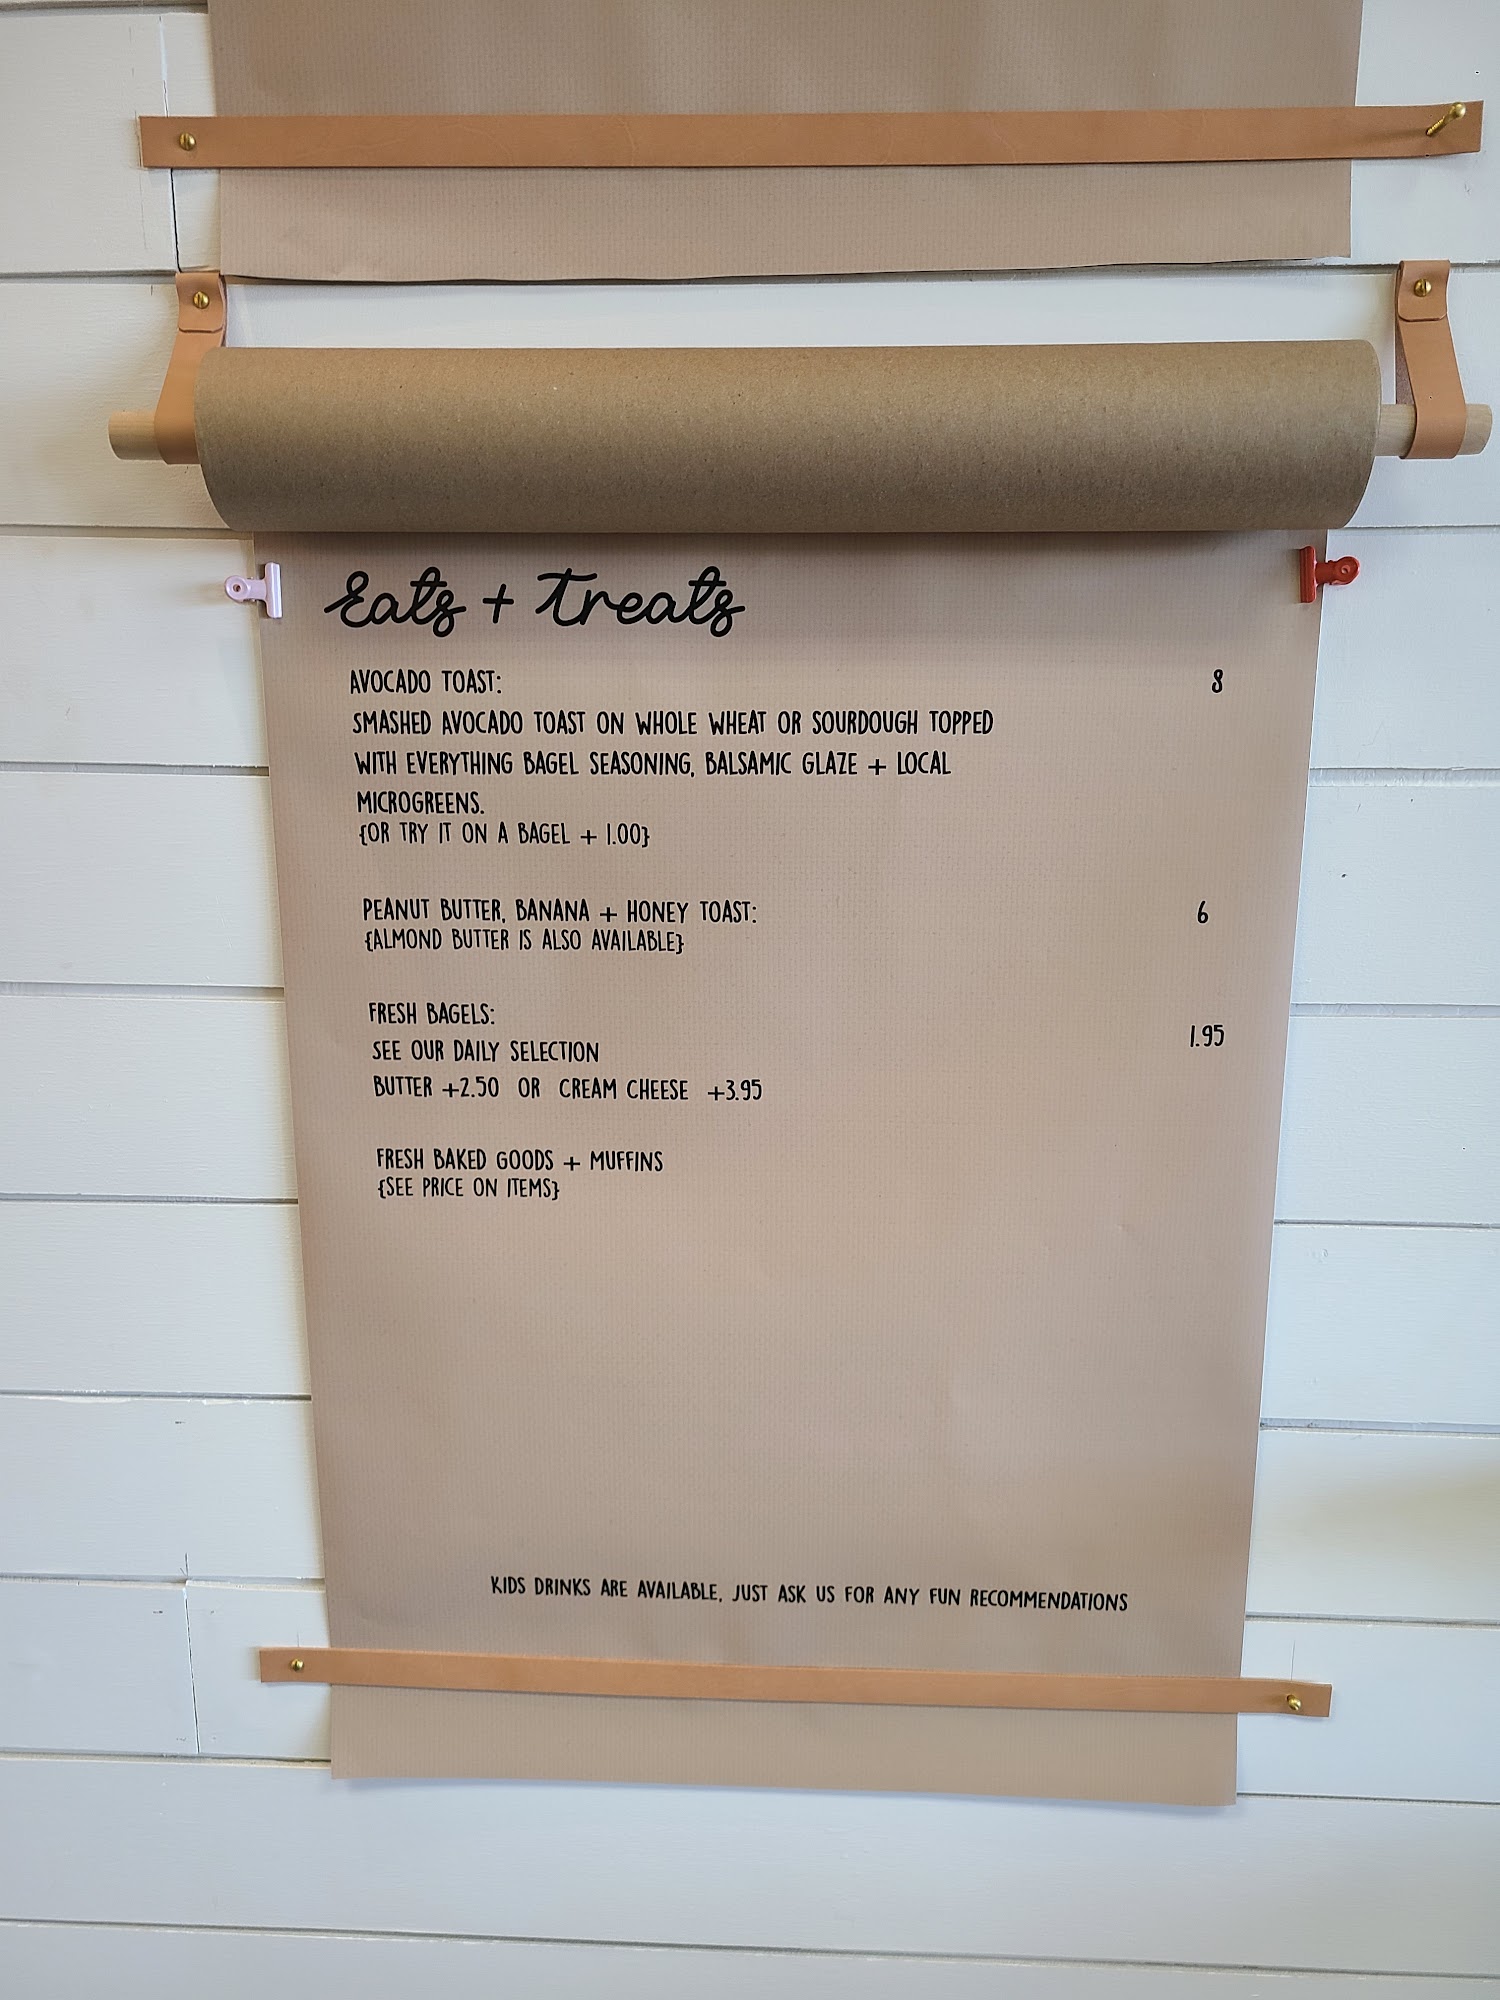 Eats + Treats
AVOCADO TOAST: 8
SMASHED AVOCADO TOAST ON WHOLE WHEAT OR SOURDOUGH TOPPED
WITH EVERYTHING BAGEL SEASONING, BALSAMIC GLAZE + LOCAL
MICROGREENS.
{OR TRY IT ON A BAGEL + 1.00}
PEANUT BUTTER, BANANA + HONEY TOAST: 6
{ALMOND BUTTER IS ALSO AVAILABLE}
FRESH BAGELS:
1.95
SEE OUR DAILY SELECTION
BUTTER +2.50 OR CREAM CHEESE +3.95
FRESH BAKED GOODS + MUFFINS
{SEE PRICE ON ITEMS}
KIDS DRINKS ARE AVAILABLE, JUST ASK US FOR ANY FUN RECOMMENDATIONS